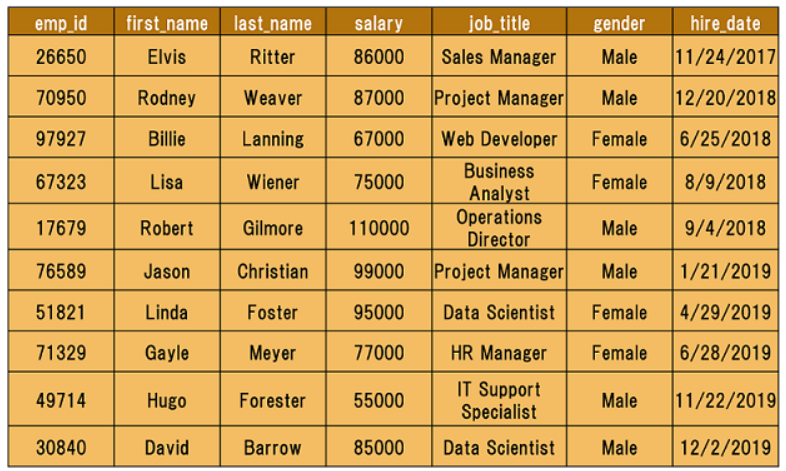 emp_id first_name last_name salary job_title gender hire_date
26650 Elvis Ritter 86000 Sales Manager Male 11/24/2017
70950 Rodney Weaver 87000 Project Manager Male 12/20/2018
97927 Billie Lanning 67000 Web Developer Female 6/25/2018
67323 Lisa Wiener 75000 Business Analyst Female 8/9/2018
17679 Robert Gilmore 110000 Operations Director Male 9/4/2018
76589 Jason Christian 99000 Project Manager Male 1/21/2019
51821 Linda Foster 95000 Data Scientist Female 4/29/2019
71329 Gayle Meyer 77000 HR Manager Female 6/28/2019
49714 Hugo Forester 55000 IT Support Specialist Male 11/22/2019
30840 David Barrow 85000 Data Scientist Male 12/2/2019